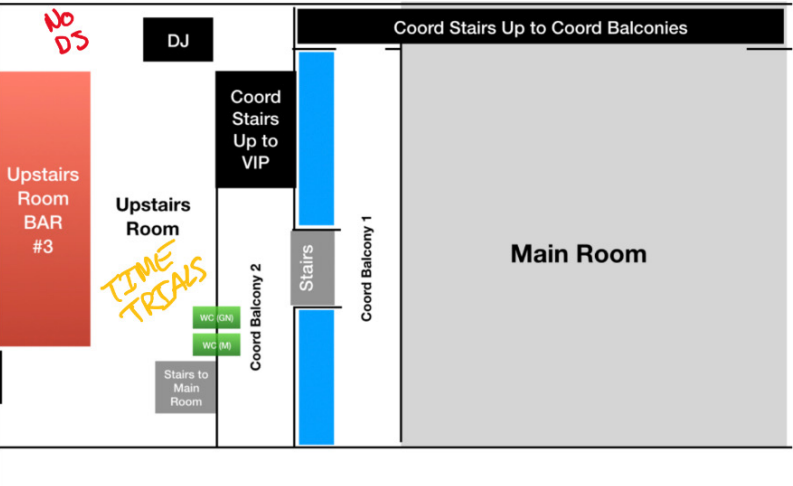 No
DJ
DJ
Coord Stairs Up to Coord Balconies
Coord
Stairs
Up to
VIP
Upstairs
Room
BAR
#3
Upstairs
Room
TIME
TRIALS
WC (GN)
WC (M)
Stairs to
Main
Room
Coord Balcony 2
Stairs
Coord Balcony 1
Main Room